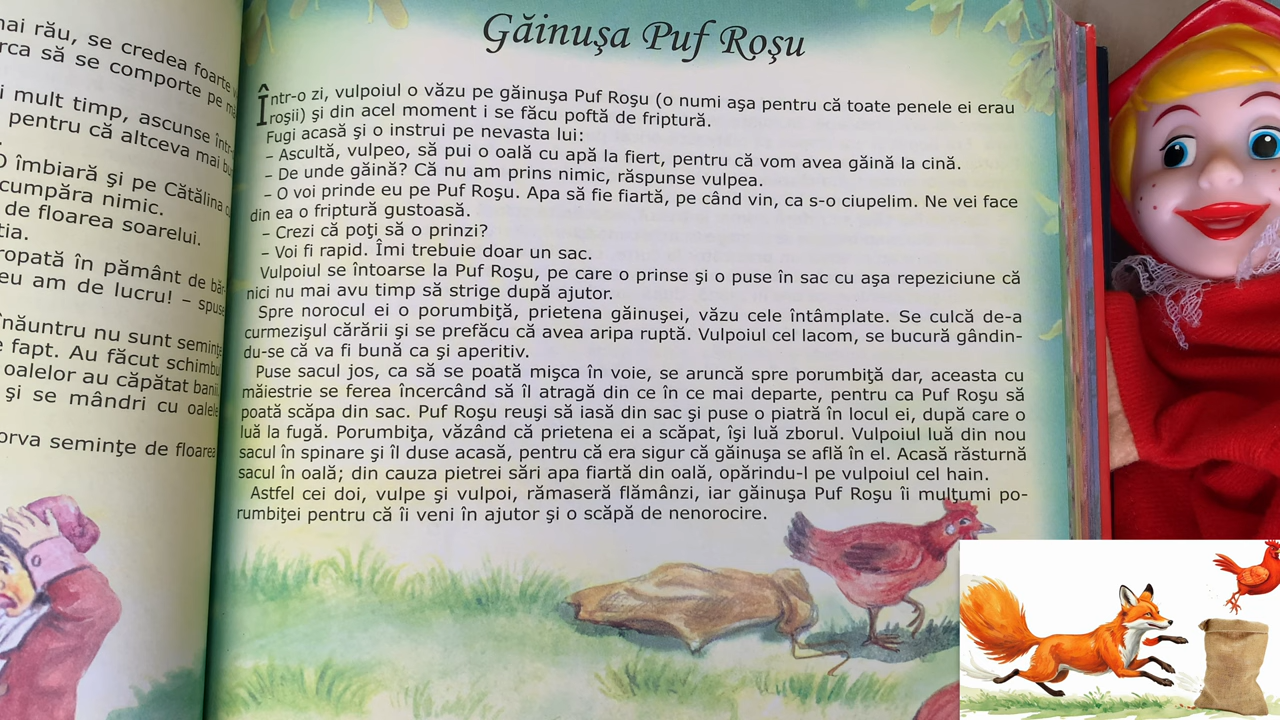 mai rău, se credea foarte
rca să se comporte pe
i mult timp, ascunse într-
pentru că altceva mai
O îmbiară şi pe Cătălina
cumpăra nimic.
de floarea soarelui.
tia.
ropată în pământ de
eu am de lucru! – spuse
înăuntru nu sunt seminţe
e fapt. Au făcut schimbu
oalelor au căpătat bani,
şi se mândri cu oalele
orva seminţe de floarea
Găinuşa Puf Roşu
Într-o zi, vulpoiul o văzu pe găinuşa Puf Roşu (o numi aşa pentru că toate penele ei erau
roşii) şi din acel moment i se făcu poftă de friptură.
Fugi acasă şi o instrui pe nevasta lui:
– Ascultă, vulpeo, să pui o oală cu apă la fiert, pentru că vom avea găină la cină.
– De unde găină? Că nu am prins nimic, răspunse vulpea.
– O voi prinde eu pe Puf Roşu. Apa să fie fiartă, pe când vin, ca s-o ciupelim. Ne vei face
din ea o friptură gustoasă.
– Crezi că poţi să o prinzi?
– Voi fi rapid. Îmi trebuie doar un sac.
Vulpoiul se întoarse la Puf Roşu, pe care o prinse şi o puse în sac cu aşa repeziciune că
nici nu mai avu timp să strige după ajutor.
Spre norocul ei o porumbiţă, prietena găinuşei, văzu cele întâmplate. Se culcă de-a
curmezişul cărării şi se prefăcu că avea aripa ruptă. Vulpoiul cel lacom, se bucură gândin-
du-se că va fi bună ca şi aperitiv.
Puse sacul jos, ca să se poată mişca în voie, se aruncă spre porumbiţă dar, aceasta cu
măiestrie se ferea încercând să îl atragă din ce în ce mai departe, pentru ca Puf Roşu să
poată scăpa din sac. Puf Roşu reuşi să iasă din sac şi puse o piatră în locul ei, după care o
luă la fugă. Porumbiţa, văzând că prietena ei a scăpat, îşi luă zborul. Vulpoiul luă din nou
sacul în spinare şi îl duse acasă, pentru că era sigur că găinuşa se află în el. Acasă răsturnă
sacul în oală; din cauza pietrei sări apa fiartă din oală, opărindu-l pe vulpoiul cel hain.
Astfel cei doi, vulpe şi vulpoi, rămaseră flămânzi, iar găinuşa Puf Roşu îi mulţumi po-
rumbiţei pentru că îi veni în ajutor şi o scăpă de nenorocire.